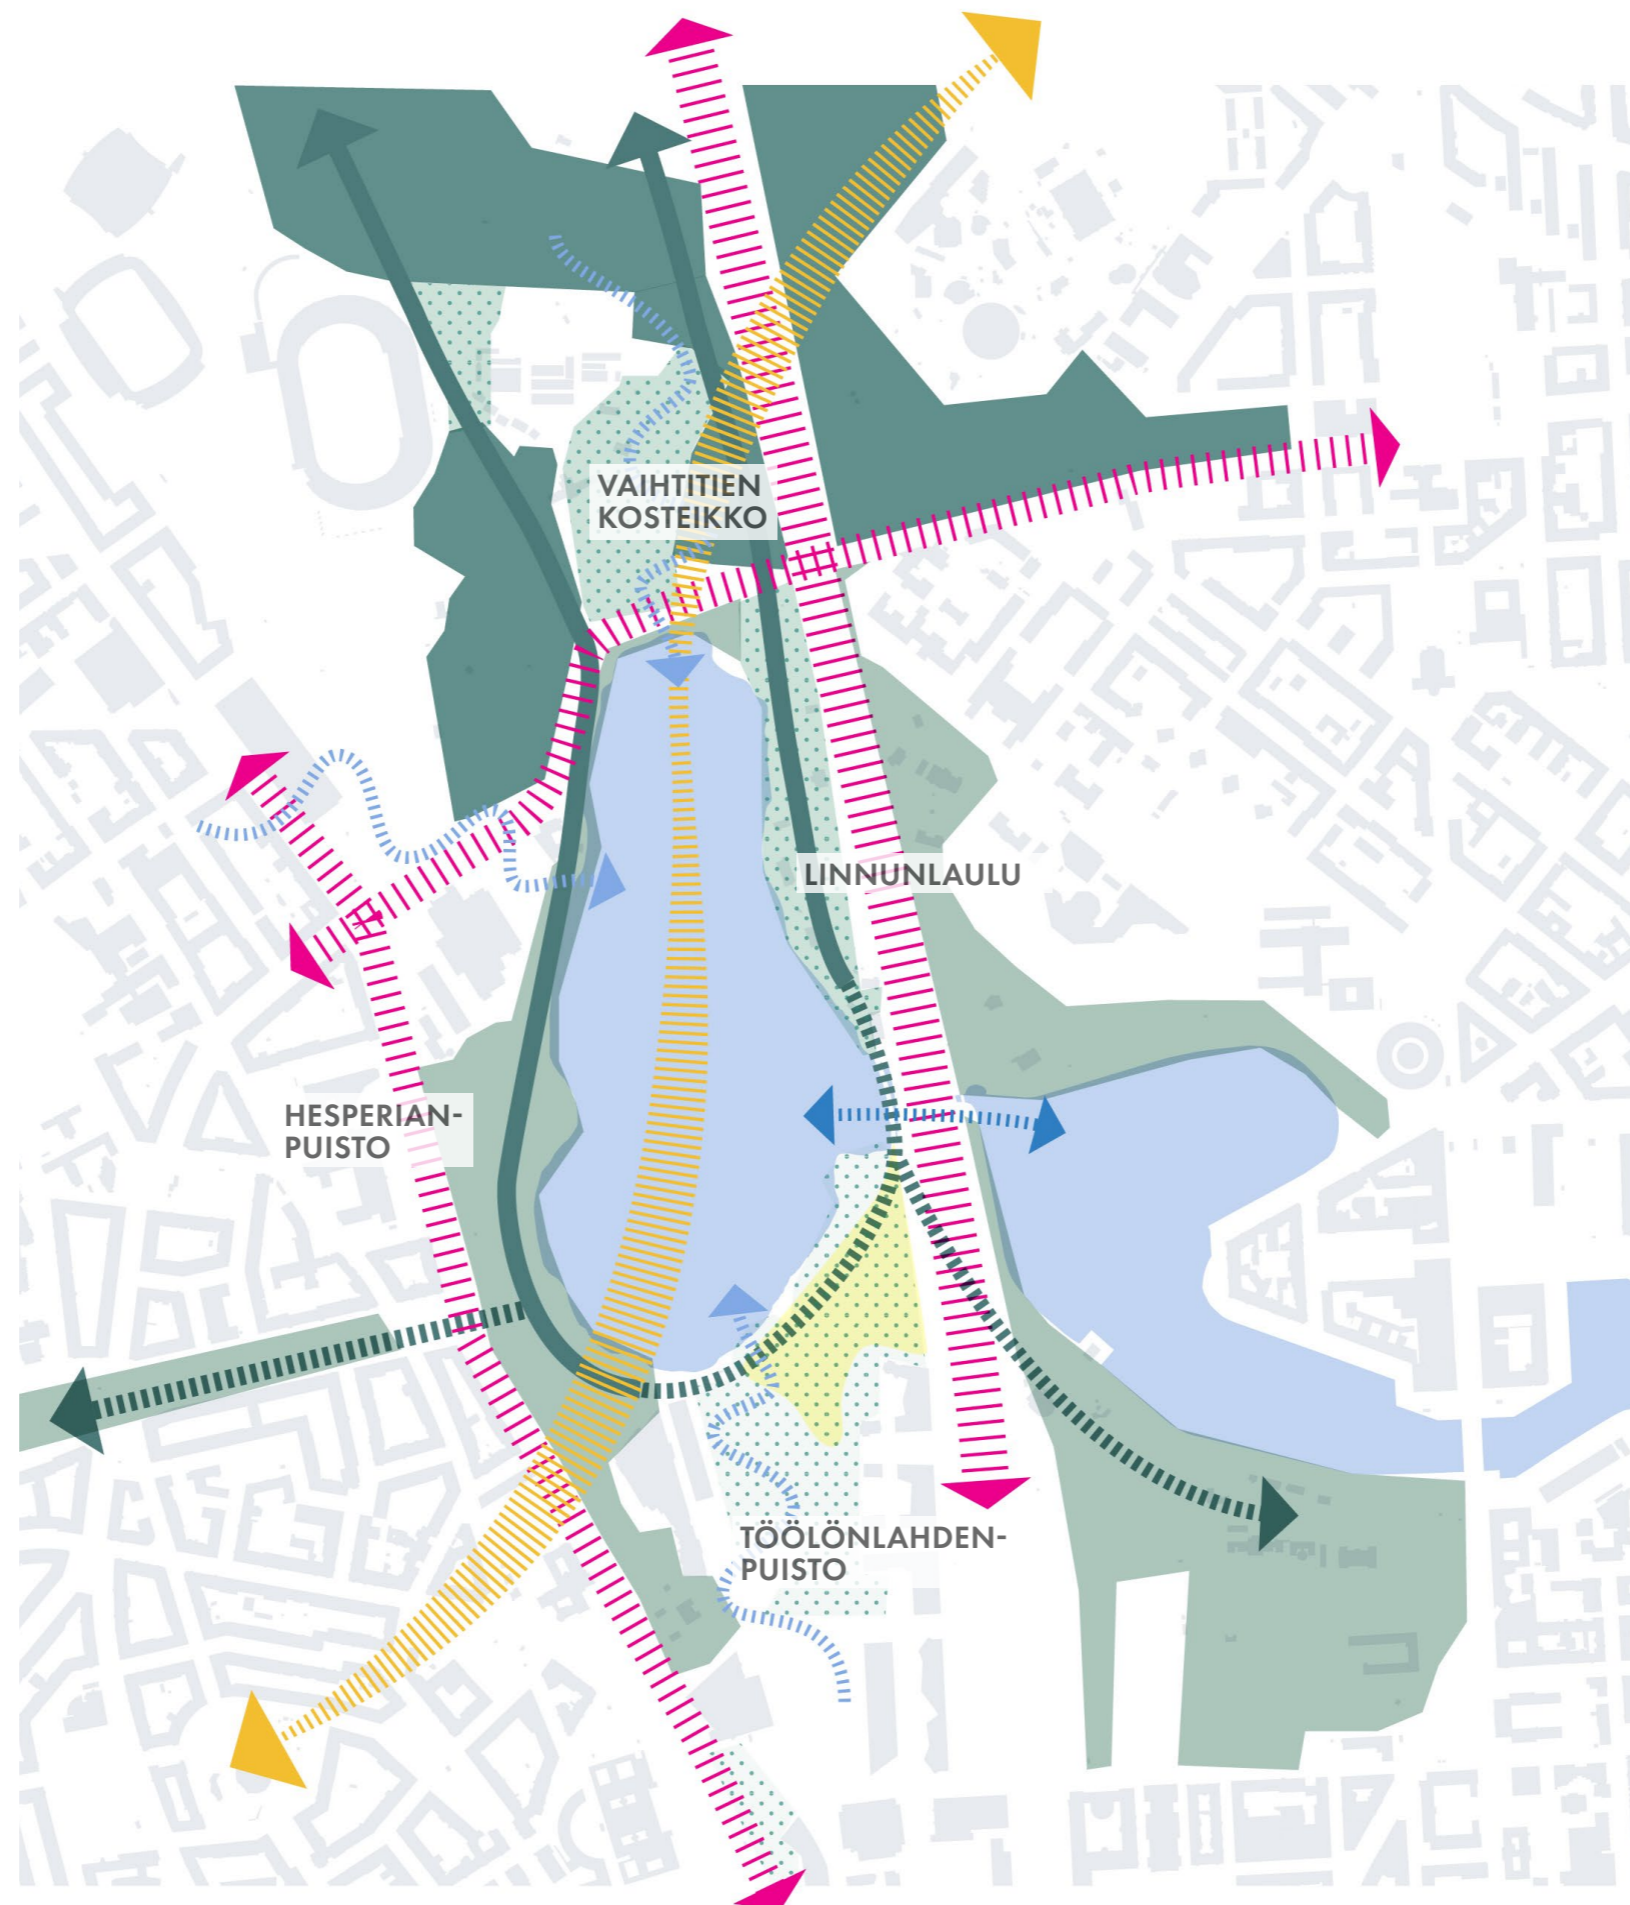 VAIHTITIEN
KOSTEIKKO
LINNUNLAULU
HESPERIAN-
PUISTO
TÖÖLÖNLAHDEN-
PUISTO